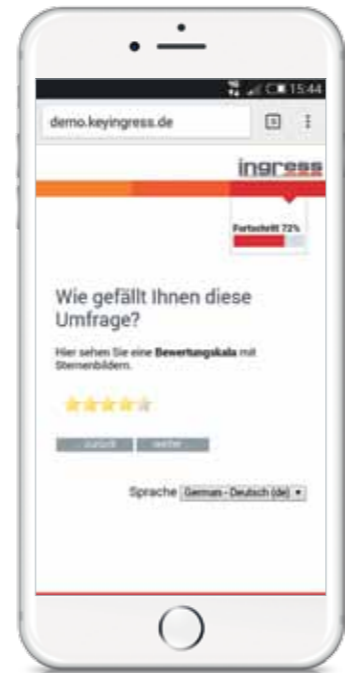 15:44
demo.keyingress.de
ingress
Fortschritt 72%
Wie gefällt Ihnen diese
Umfrage?
Hier sehen Sie eine Bewertungskala mit
Sternenbildern.
zurück weiter
Sprache German - Deutsch (de)